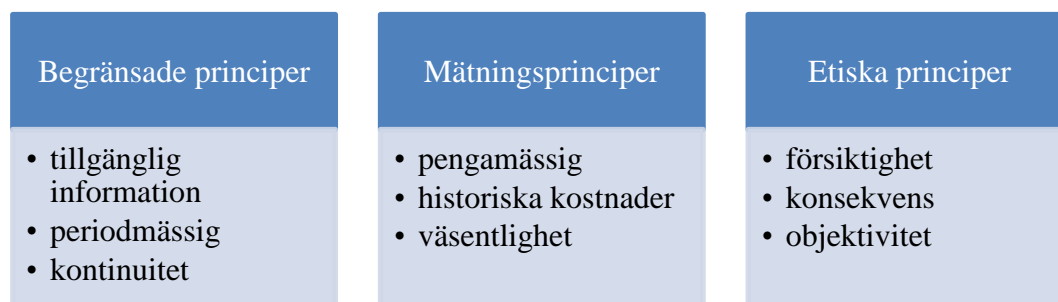 Begränsade principer
• tillgänglig
information
• periodmässig
• kontinuitet
Mätningsprinciper
• pengamässig
• historiska kostnader
• väsentlighet
Etiska principer
• försiktighet
• konsekvens
• objektivitet